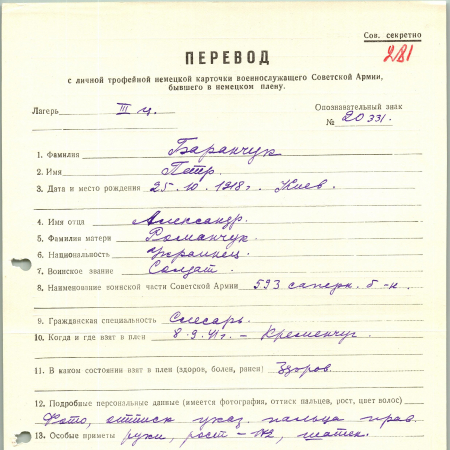 Сов. секретно
281
ПЕРЕВОД
с личной трофейной немецкой карточки военнослужащего Советской Армии,
бывшего в немецком плену.
Лагерь III ц.
Опознавательный знак
№ 20331.
1. Фамилия Баранчук
2. Имя Петр.
3. Дата и место рождения 25. 10. 1918 г. Киев.
4. Имя отца Александр.
5. Фамилия матери Романчук.
6. Национальность Украинец.
7. Воинское звание Солдат.
8. Наименование воинской части Советской Армии 593 саперн. б-н.
9. Гражданская специальность Слесарь.
10. Когда и где взят в плен 8. 9. 41 г. – Кременчуг.
11. В каком состоянии взят в плен (здоров, болен, ранен) Здоров.
12. Подробные персональные данные (имеется фотография, оттиск пальцев, рост, цвет волос)
Фото, оттиск указ. пальца прав.
13. Особые приметы руки, рост – 172, шатен.